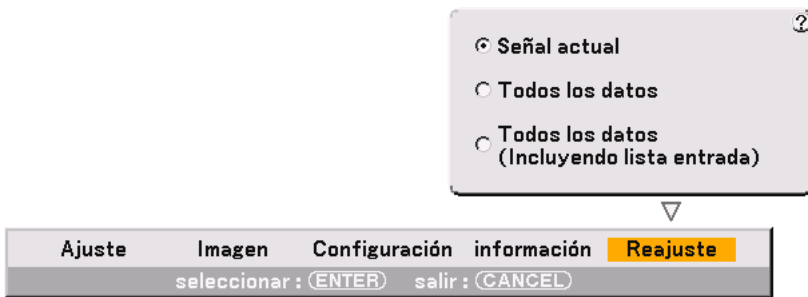 ?
Señal actual
Todos los datos
Todos los datos
(Incluyendo lista entrada)
Ajuste Imagen Configuración información Reajuste
seleccionar : ENTER salir : CANCEL